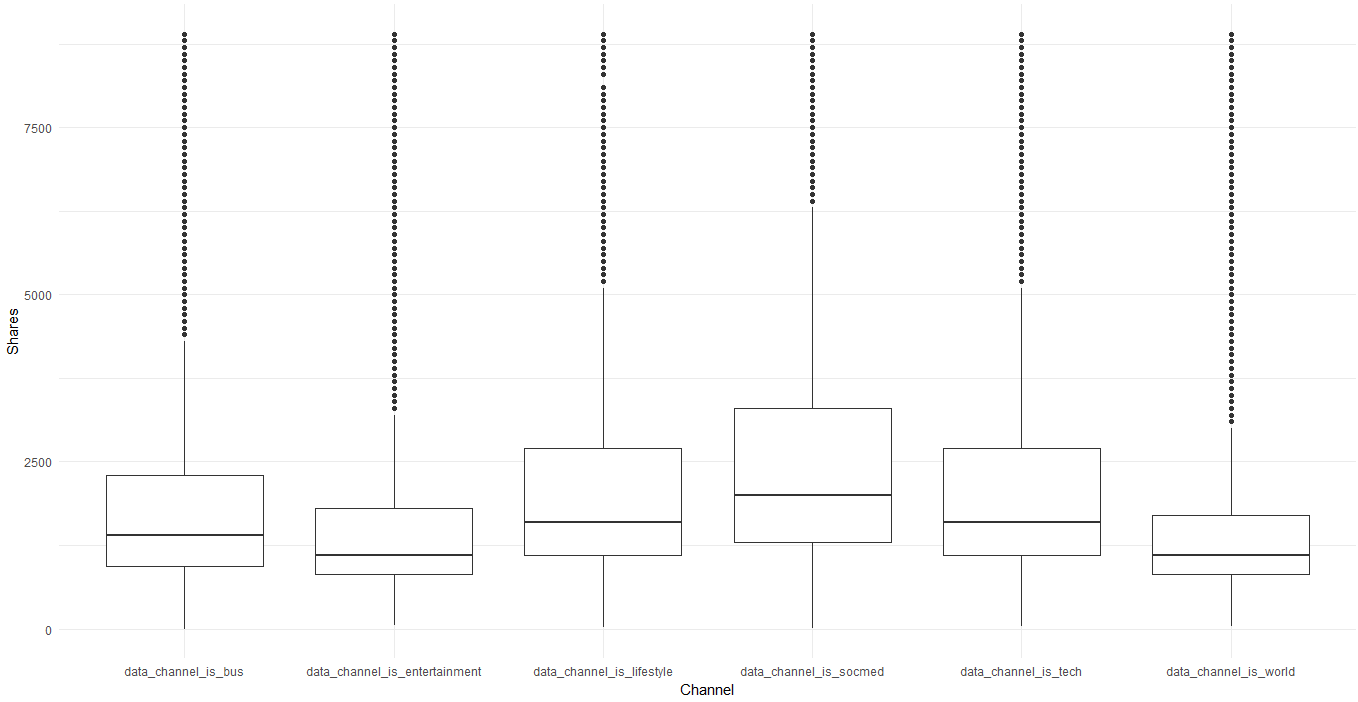 7500
5000
2500
0
Shares
data_channel_is_bus data_channel_is_entertainment data_channel_is_lifestyle data_channel_is_socmed data_channel_is_tech data_channel_is_world
Channel